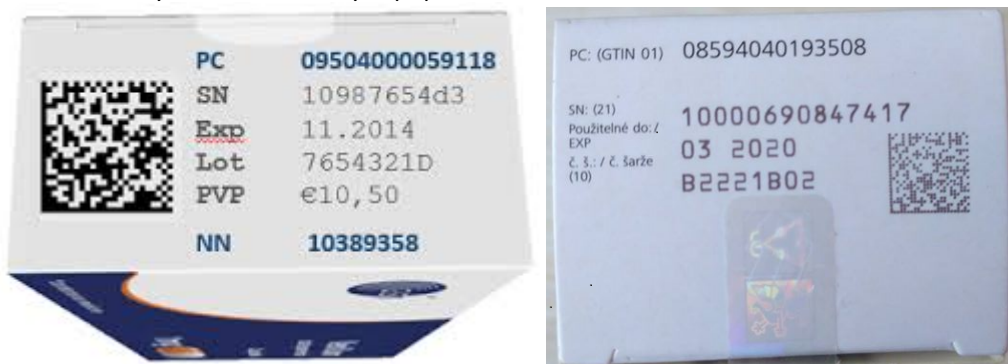 PC 09504000059118
SN 10987654d3
Exp 11.2014
Lot 7654321D
PVP €10,50
NN 10389358
PC: (GTIN 01) 08594040193508
SN: (21) 10000690847417
Použitelné do: /
EXP 03 2020
č. š.: / č. šarže
(10) B2221B02